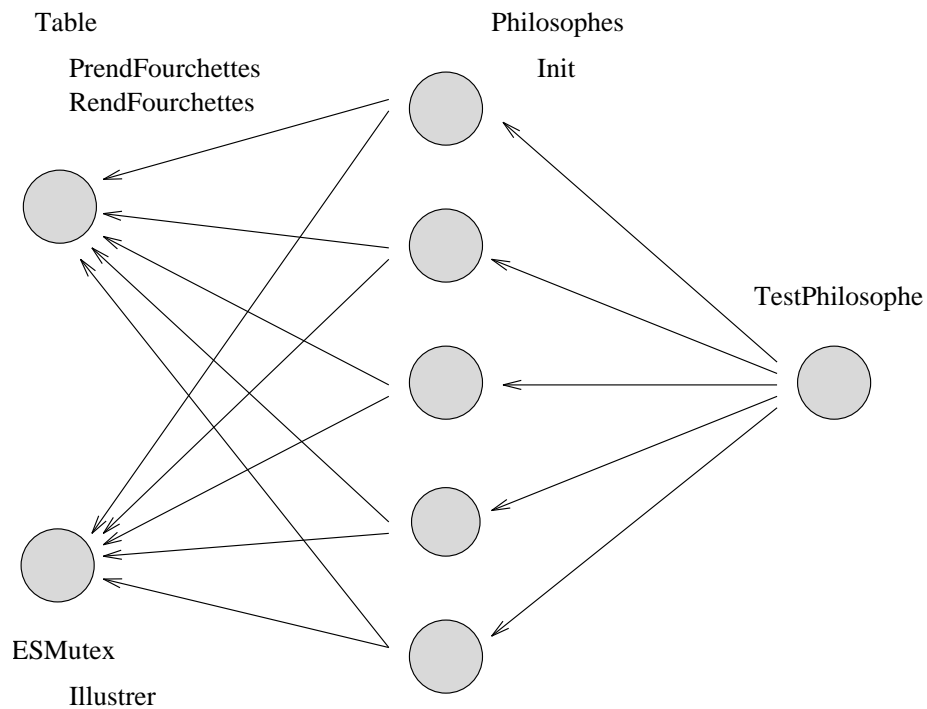 Table
PrendFourchettes
RendFourchettes
Philosophes
Init
TestPhilosophe
ESMutex
Illustrer